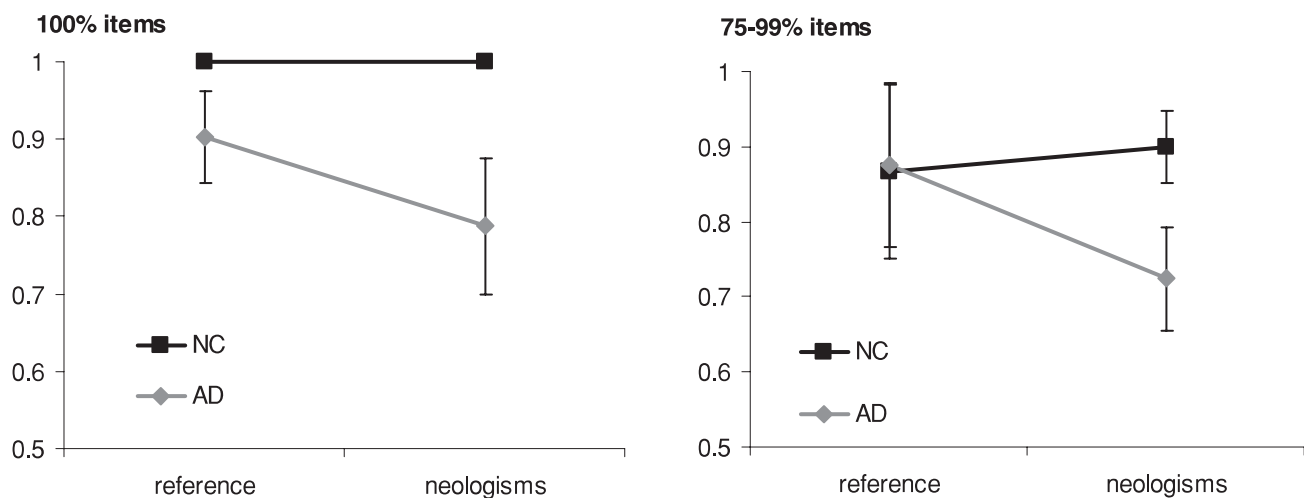 100% items
1
0.9
0.8
0.7
0.6
0.5
NC
AD
reference neologisms
75-99% items
1
0.9
0.8
0.7
0.6
0.5
NC
AD
reference neologisms